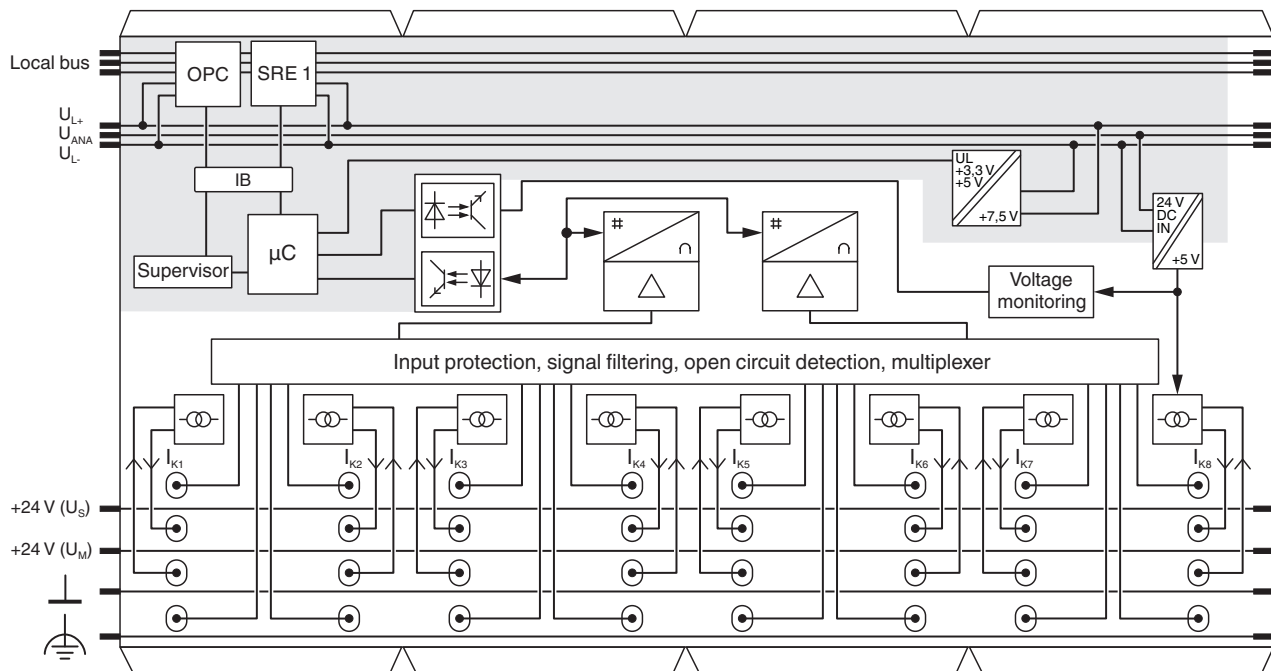 Local bus
OPC
SRE 1
U_L+
U_ANA
U_L-
IB
UL
+3,3 V
+5 V
+7,5 V
24 V
DC
IN
+5 V
µC
Supervisor
#
∩
#
∩
Voltage
monitoring
Input protection, signal filtering, open circuit detection, multiplexer
I_K1
I_K2
I_K3
I_K4
I_K5
I_K6
I_K7
I_K8
+24 V (U_S)
+24 V (U_M)